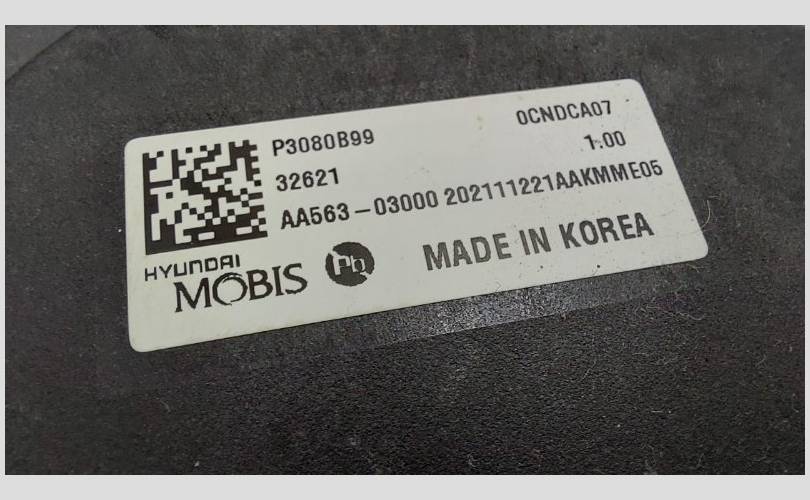 P3080B99 0CNDCA07
32621 1.00
AA563-03000 202111221AAKMME05
HYUNDAI
MOBIS Pb MADE IN KOREA